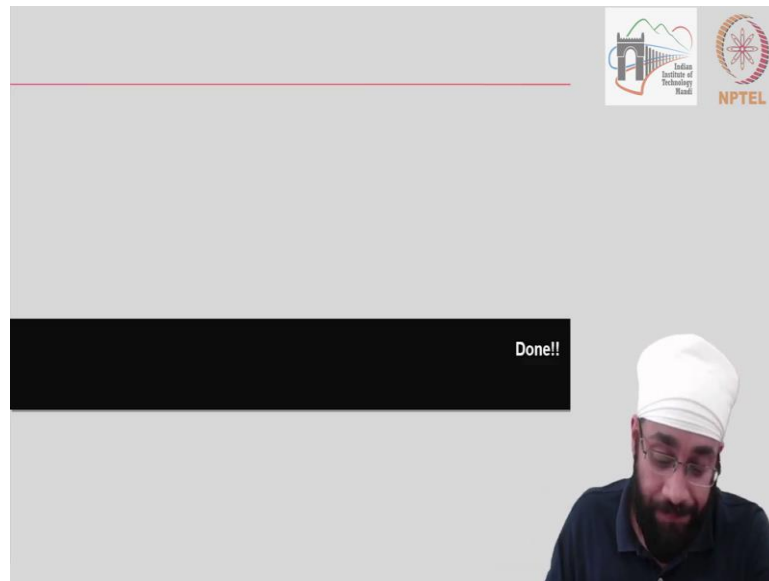 Indian
Institute of
Technology
Mandi
NPTEL
Done!!